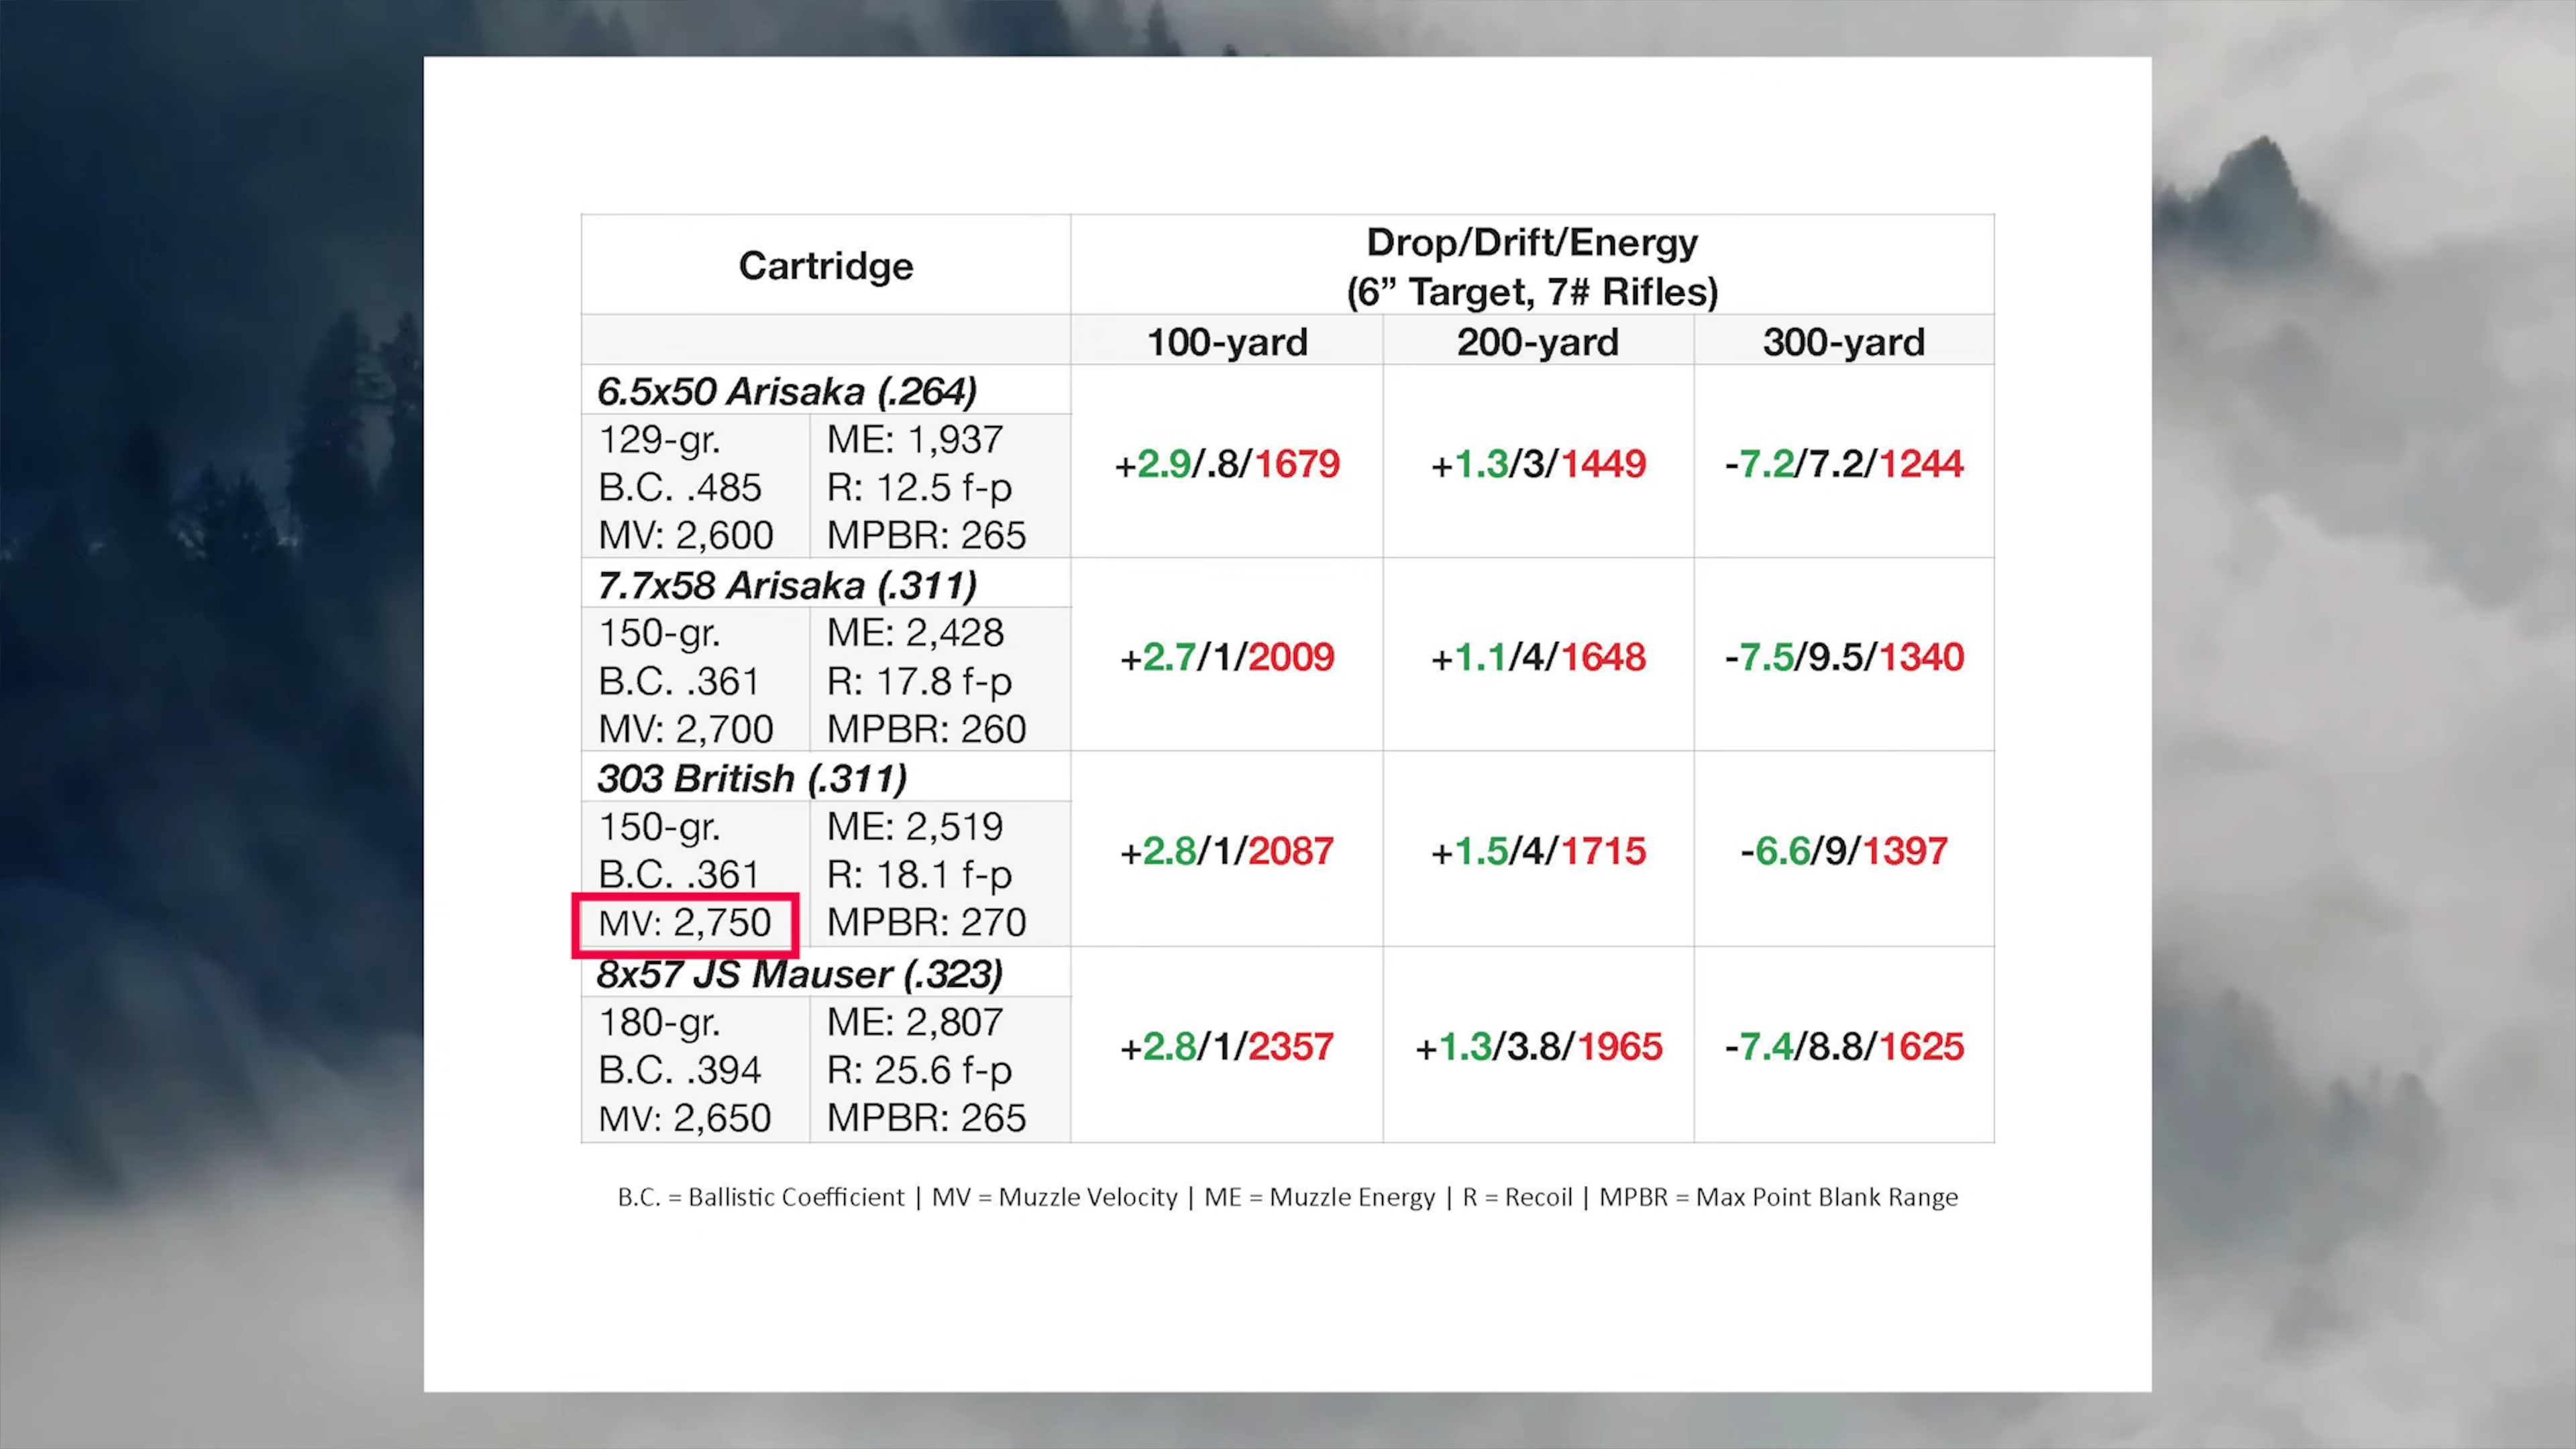 Cartridge
Drop/Drift/Energy
(6” Target, 7# Rifles)
100-yard 200-yard 300-yard
6.5x50 Arisaka (.264)
129-gr. ME: 1,937
B.C. .485 R: 12.5 f-p
MV: 2,600 MPBR: 265
+2.9/.8/1679 +1.3/3/1449 -7.2/7.2/1244
7.7x58 Arisaka (.311)
150-gr. ME: 2,428
B.C. .361 R: 17.8 f-p
MV: 2,700 MPBR: 260
+2.7/1/2009 +1.1/4/1648 -7.5/9.5/1340
303 British (.311)
150-gr. ME: 2,519
B.C. .361 R: 18.1 f-p
MV: 2,750 MPBR: 270
+2.8/1/2087 +1.5/4/1715 -6.6/9/1397
8x57 JS Mauser (.323)
180-gr. ME: 2,807
B.C. .394 R: 25.6 f-p
MV: 2,650 MPBR: 265
+2.8/1/2357 +1.3/3.8/1965 -7.4/8.8/1625
B.C. = Ballistic Coefficient | MV = Muzzle Velocity | ME = Muzzle Energy | R = Recoil | MPBR = Max Point Blank Range